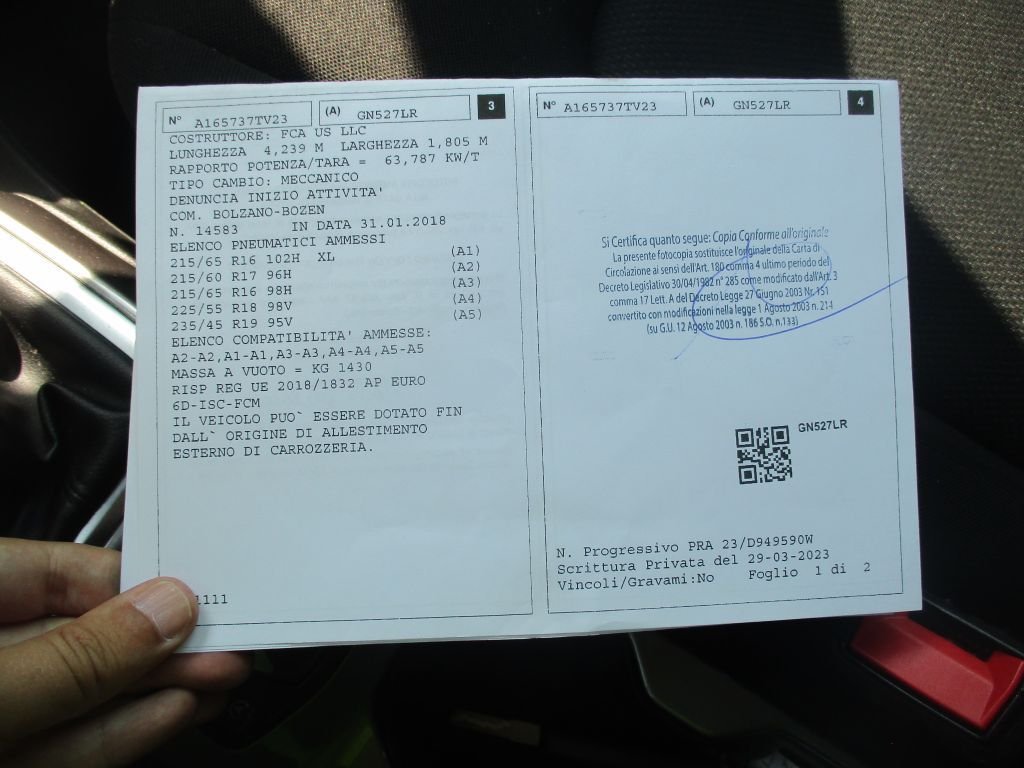 N° A165737TV23 (A) GN527LR 3
COSTRUTTORE: FCA US LLC
LUNGHEZZA 4,239 M LARGHEZZA 1,805 M
RAPPORTO POTENZA/TARA = 63,787 KW/T
TIPO CAMBIO: MECCANICO
DENUNCIA INIZIO ATTIVITA'
COM. BOLZANO-BOZEN
N. 14583 IN DATA 31.01.2018
ELENCO PNEUMATICI AMMESSI
215/65 R16 102H XL (A1)
215/60 R17 96H (A2)
215/65 R16 98H (A3)
225/55 R18 98V (A4)
235/45 R19 95V (A5)
ELENCO COMPATIBILITA` AMMESSE:
A2-A2,A1-A1,A3-A3,A4-A4,A5-A5
MASSA A VUOTO = KG 1430
RISP REG UE 2018/1832 AP EURO
6D-ISC-FCM
IL VEICOLO PUO` ESSERE DOTATO FIN
DALL` ORIGINE DI ALLESTIMENTO
ESTERNO DI CARROZZERIA.
1111
N° A165737TV23 (A) GN527LR 4
Si Certifica quanto segue: Copia Conforme all'originale
La presente fotocopia sostituisce l'originale della Carta di
Circolazione ai sensi dell'Art. 180 comma 4 ultimo periodo del
Decreto Legislativo 30/04/1982 n° 285 come modificato dall'Art. 3
comma 17 Lett. A del Decreto Legge 27 Giugno 2003 Nr. 151
convertito con modificazioni nella legge 1 Agosto 2003 n. 214
(su G.U. 12 Agosto 2003 n. 186 S.O. n.133)
GN527LR
N. Progressivo PRA 23/D949590W
Scrittura Privata del 29-03-2023
Vincoli/Gravami:No Foglio 1 di 2